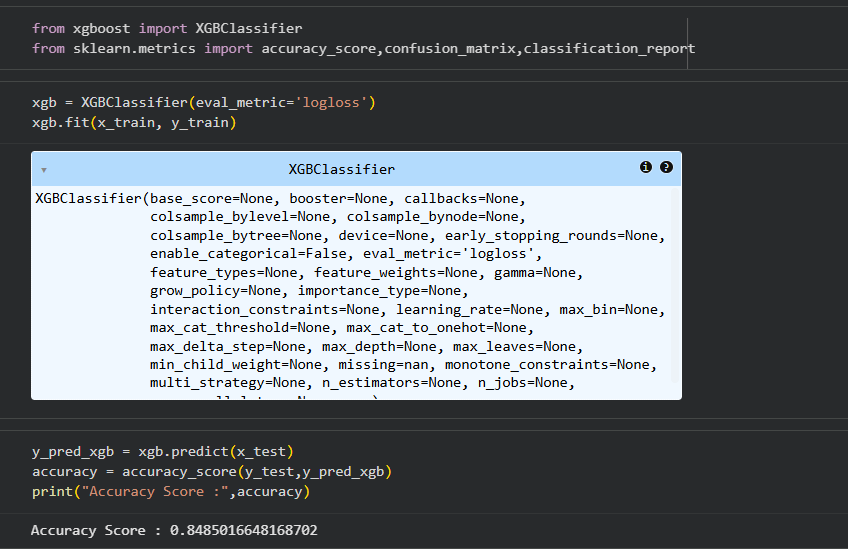 from xgboost import XGBClassifier
from sklearn.metrics import accuracy_score,confusion_matrix,classification_report
xgb = XGBClassifier(eval_metric='logloss')
xgb.fit(x_train, y_train)
XGBClassifier
XGBClassifier(base_score=None, booster=None, callbacks=None,
colsample_bylevel=None, colsample_bynode=None,
colsample_bytree=None, device=None, early_stopping_rounds=None,
enable_categorical=False, eval_metric='logloss',
feature_types=None, feature_weights=None, gamma=None,
grow_policy=None, importance_type=None,
interaction_constraints=None, learning_rate=None, max_bin=None,
max_cat_threshold=None, max_cat_to_onehot=None,
max_delta_step=None, max_depth=None, max_leaves=None,
min_child_weight=None, missing=nan, monotone_constraints=None,
multi_strategy=None, n_estimators=None, n_jobs=None,
y_pred_xgb = xgb.predict(x_test)
accuracy = accuracy_score(y_test,y_pred_xgb)
print("Accuracy Score :",accuracy)
Accuracy Score : 0.8485016648168702